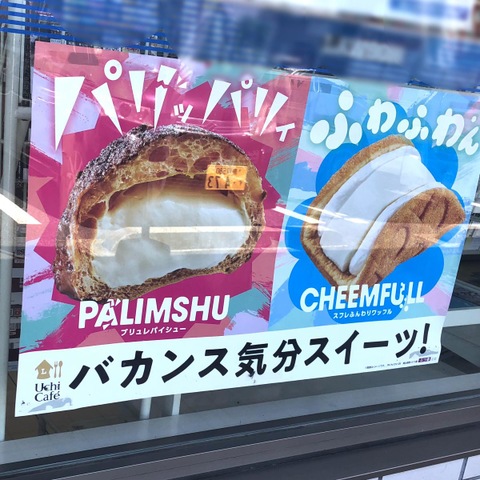 パリッパリィ
ふわふわん
PALIMSHU
ブリュレパイシュー
CHEEMFULL
スフレふんわりワッフル
Uchi
Café
バカンス気分スイーツ!